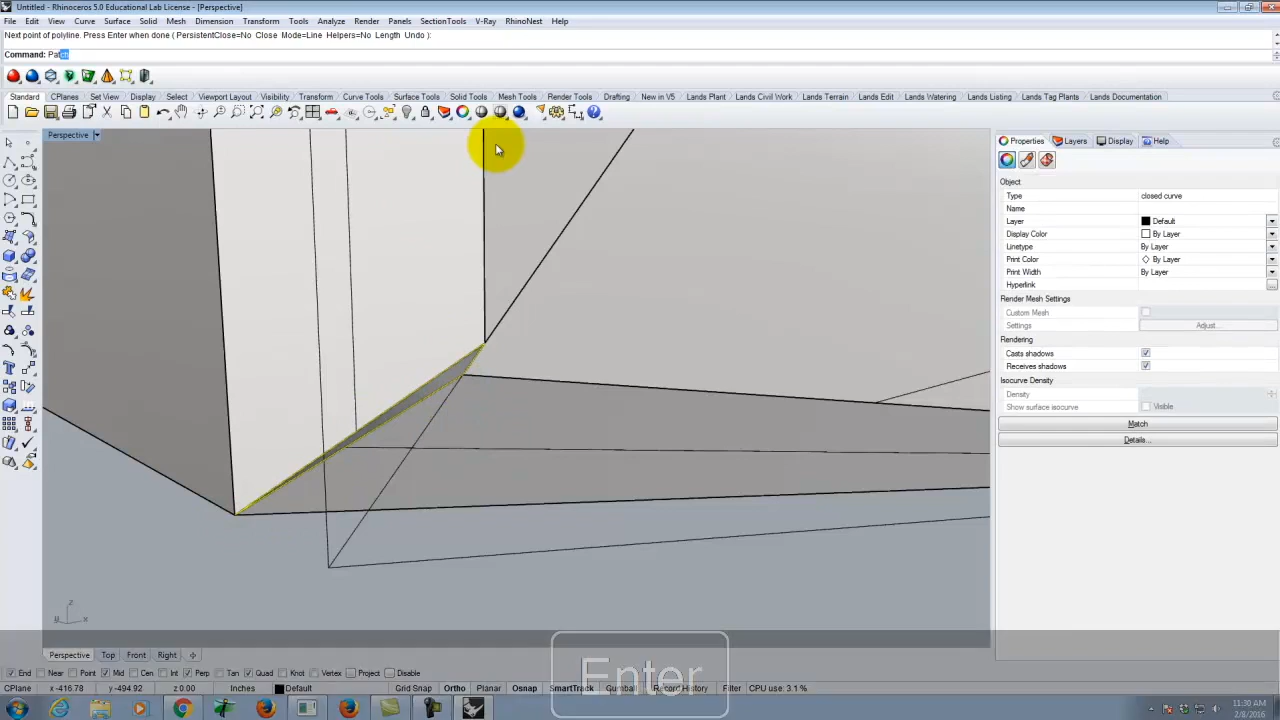 Untitled - Rhinoceros 5.0 Educational Lab License - [Perspective]
File Edit View Curve Surface Solid Mesh Dimension Transform Tools Analyze Render Panels SectionTools V-Ray RhinoNest Help
Next point of polyline. Press Enter when done ( PersistentClose=No Close Mode=Line Helpers=No Length Undo ):
Command: Patch
Standard CPlanes Set View Display Select Viewport Layout Visibility Transform Curve Tools Surface Tools Solid Tools Mesh Tools Render Tools Drafting New in V5 Lands Plant Lands Civil Work Lands Terrain Lands Edit Lands Watering Lands Listing Lands Tag Plants Lands Documentation
Perspective
Properties Layers Display Help
Object
Type closed curve
Name
Layer Default
Display Color By Layer
Linetype By Layer
Print Color By Layer
Print Width By Layer
Hyperlink ...
Render Mesh Settings
Custom Mesh
Settings Adjust...
Rendering
Casts shadows
Receives shadows
Isocurve Density
Density
Show surface isocurve Visible
Match
Details...
z
x
Enter
Perspective Top Front Right
End Near Point Mid Cen Int Perp Tan Quad Knot Vertex Project Disable
CPlane x -416.78 y -494.92 z 0.00 Inches Default Grid Snap Ortho Planar Osnap SmartTrack Gumball Record History Filter CPU use: 3.1 %
11:30 AM
2/8/2016